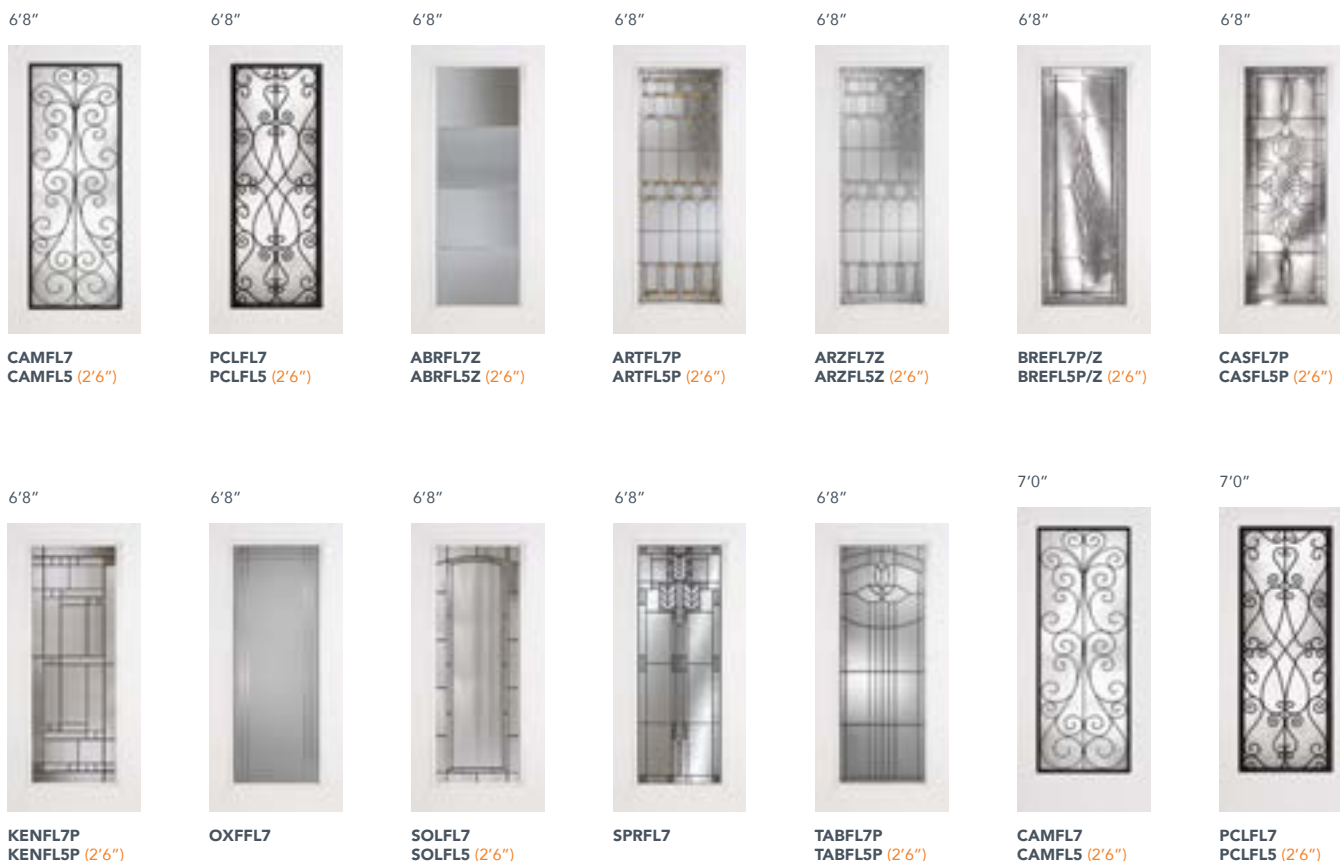 6’8”
6’8”
6’8”
6’8”
6’8”
6’8”
6’8”
CAMFL7
CAMFL5 (2’6”)
PCLFL7
PCLFL5 (2’6”)
ABRFL7Z
ABRFL5Z (2’6”)
ARTFL7P
ARTFL5P (2’6”)
ARZFL7Z
ARZFL5Z (2’6”)
BREFL7P/Z
BREFL5P/Z (2’6”)
CASFL7P
CASFL5P (2’6”)
6’8”
6’8”
6’8”
6’8”
6’8”
7’0”
7’0”
KENFL7P
KENFL5P (2’6”)
OXFFL7
SOLFL7
SOLFL5 (2’6”)
SPRFL7
TABFL7P
TABFL5P (2’6”)
CAMFL7
CAMFL5 (2’6”)
PCLFL7
PCLFL5 (2’6”)